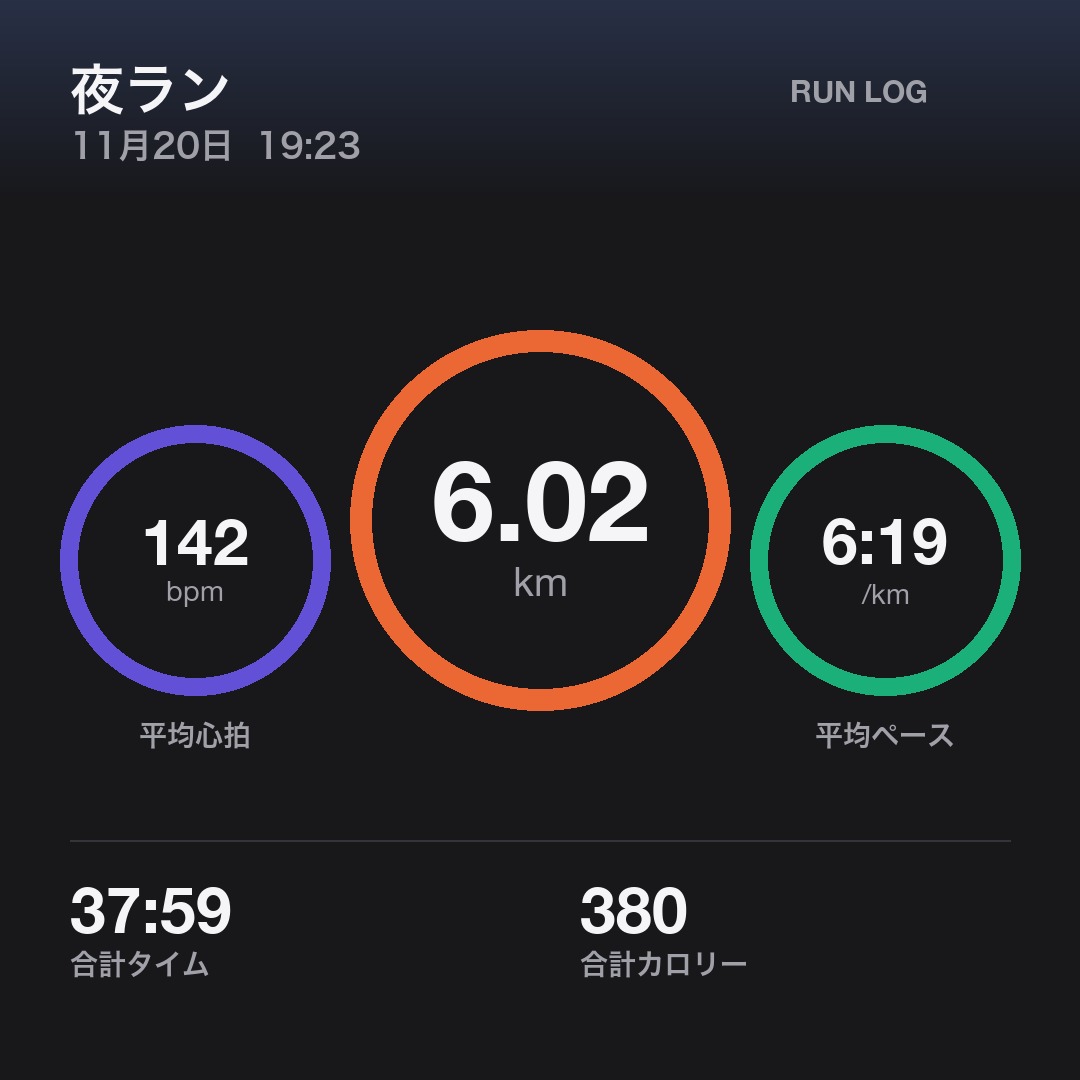 夜ラン
RUN LOG
11月20日 19:23
142
bpm
平均心拍
6.02
km
6:19
/km
平均ペース
37:59
合計タイム
380
合計カロリー